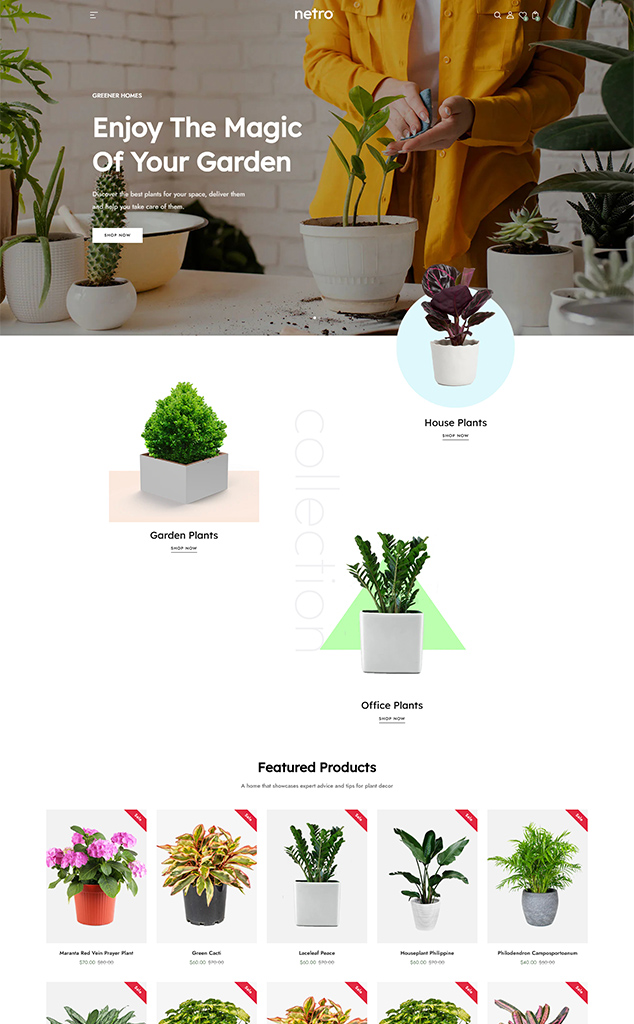 netro
GREENER HOMES
Enjoy The Magic
Of Your Garden
Discover the best plants for your space, deliver them
and help you take care of them.
SHOP NOW
House Plants
SHOP NOW
collection
Garden Plants
SHOP NOW
Office Plants
SHOP NOW
Featured Products
A home that showcases expert advice and tips for plant decor
Sale
Sale
Sale
Sale
Sale
Maranta Red Vein Prayer Plant
$70.00 $80.00
Green Cacti
$60.00 $70.00
Laceleaf Peace
$60.00 $70.00
Houseplant Philippine
$60.00 $70.00
Philodendron Camposportoanum
$40.00 $60.00
Sale
Sale
Sale
Sale
Sale